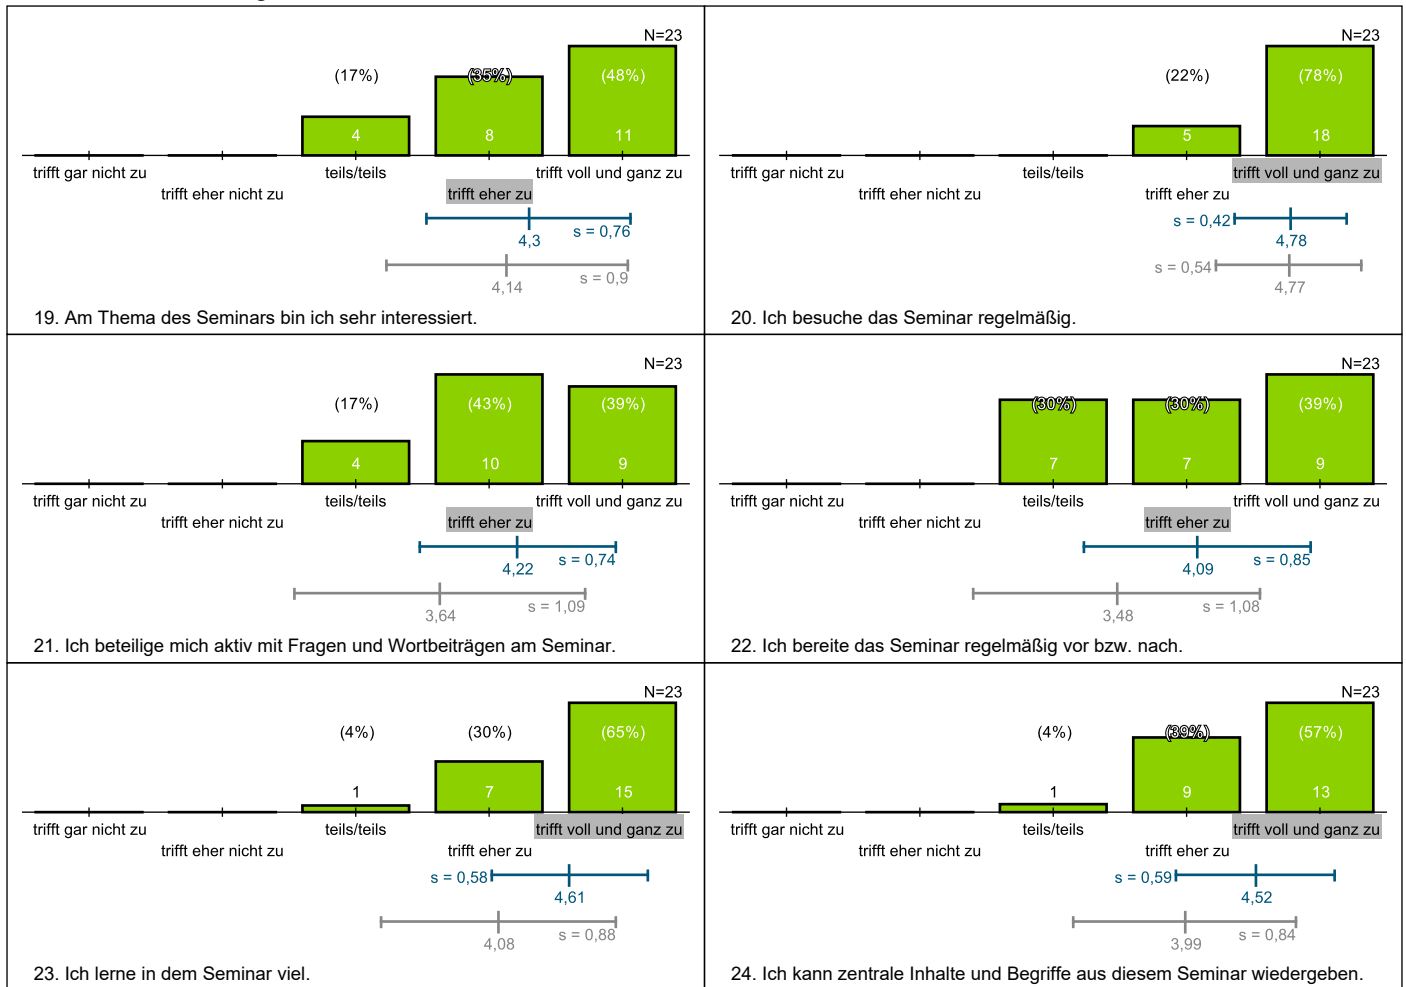 N=23
(17%) (35%) (48%)
4 8 11
trifft gar nicht zu teils/teils trifft voll und ganz zu
trifft eher nicht zu trifft eher zu
s = 0,76
4,3
s = 0,9
4,14
19. Am Thema des Seminars bin ich sehr interessiert.
N=23
(22%) (78%)
5 18
trifft gar nicht zu teils/teils trifft voll und ganz zu
trifft eher nicht zu trifft eher zu
s = 0,42
4,78
s = 0,54
4,77
20. Ich besuche das Seminar regelmäßig.
N=23
(17%) (43%) (39%)
4 10 9
trifft gar nicht zu teils/teils trifft voll und ganz zu
trifft eher nicht zu trifft eher zu
s = 0,74
4,22
s = 1,09
3,64
21. Ich beteilige mich aktiv mit Fragen und Wortbeiträgen am Seminar.
N=23
(30%) (30%) (39%)
7 7 9
trifft gar nicht zu teils/teils trifft voll und ganz zu
trifft eher nicht zu trifft eher zu
s = 0,85
4,09
s = 1,08
3,48
22. Ich bereite das Seminar regelmäßig vor bzw. nach.
N=23
(4%) (30%) (65%)
1 7 15
trifft gar nicht zu teils/teils trifft voll und ganz zu
trifft eher nicht zu trifft eher zu
s = 0,58
4,61
s = 0,88
4,08
23. Ich lerne in dem Seminar viel.
N=23
(4%) (39%) (57%)
1 9 13
trifft gar nicht zu teils/teils trifft voll und ganz zu
trifft eher nicht zu trifft eher zu
s = 0,59
4,52
s = 0,84
3,99
24. Ich kann zentrale Inhalte und Begriffe aus diesem Seminar wiedergeben.